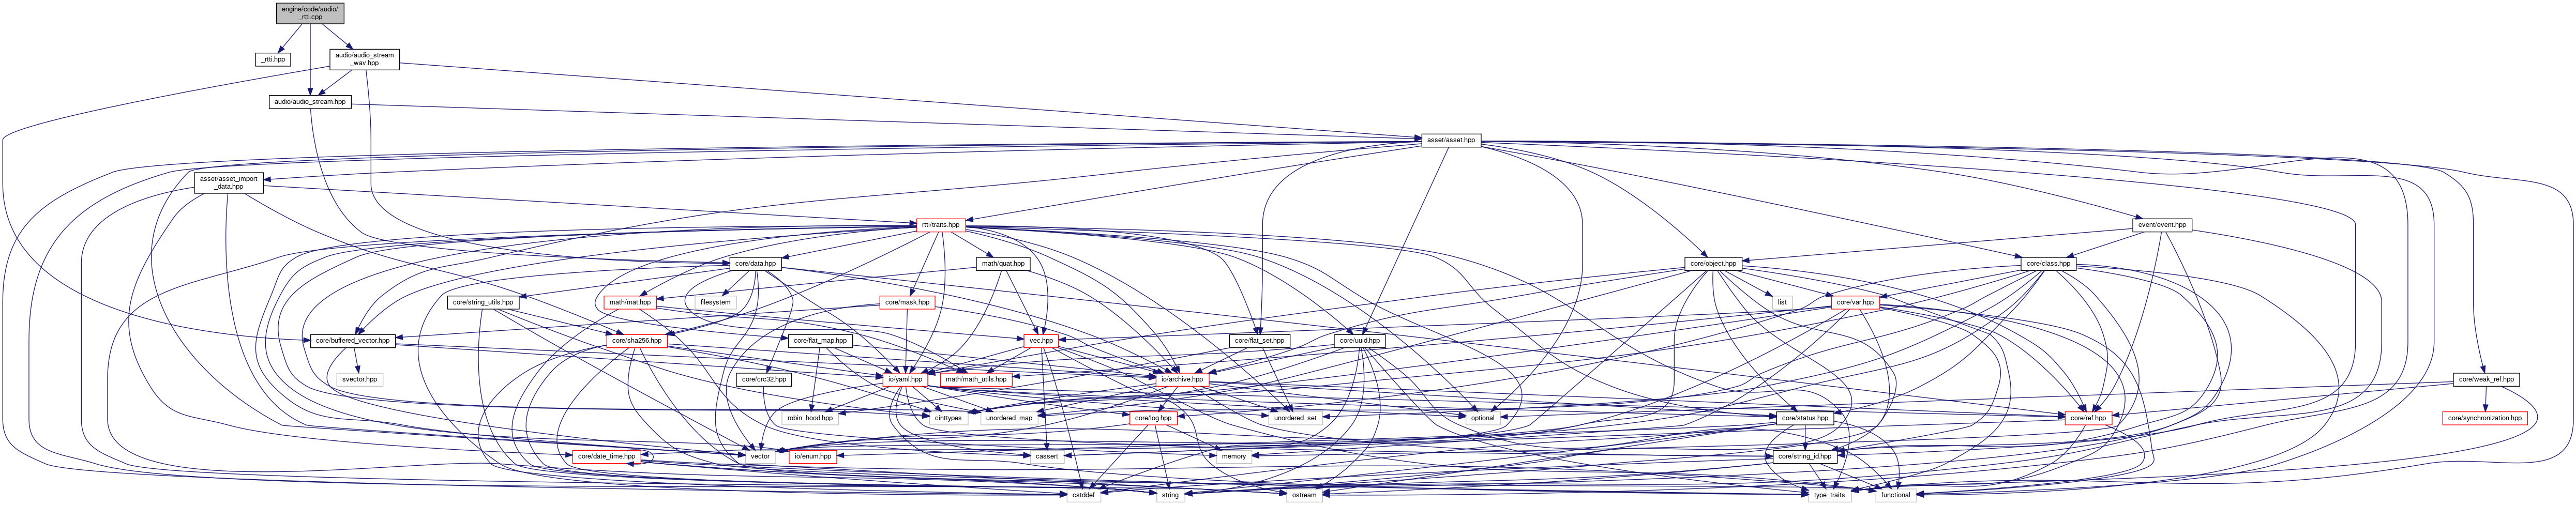 engine/code/audio/
_rtti.cpp
_rtti.hpp
audio/audio_stream
_wav.hpp
audio/audio_stream.hpp
asset/asset.hpp
asset/asset_import
_data.hpp
rtti/traits.hpp
event/event.hpp
core/data.hpp
math/quat.hpp
core/object.hpp
core/class.hpp
core/string_utils.hpp
math/mat.hpp
filesystem
core/mask.hpp
list
core/var.hpp
core/buffered_vector.hpp
core/sha256.hpp
core/flat_map.hpp
vec.hpp
core/flat_set.hpp
core/uuid.hpp
svector.hpp
core/crc32.hpp
io/yaml.hpp
math/math_utils.hpp
io/archive.hpp
core/weak_ref.hpp
robin_hood.hpp
cinttypes
unordered_map
core/log.hpp
unordered_set
optional
core/status.hpp
core/ref.hpp
core/synchronization.hpp
core/date_time.hpp
vector
io/enum.hpp
cassert
memory
core/string_id.hpp
cstddef
string
ostream
type_traits
functional